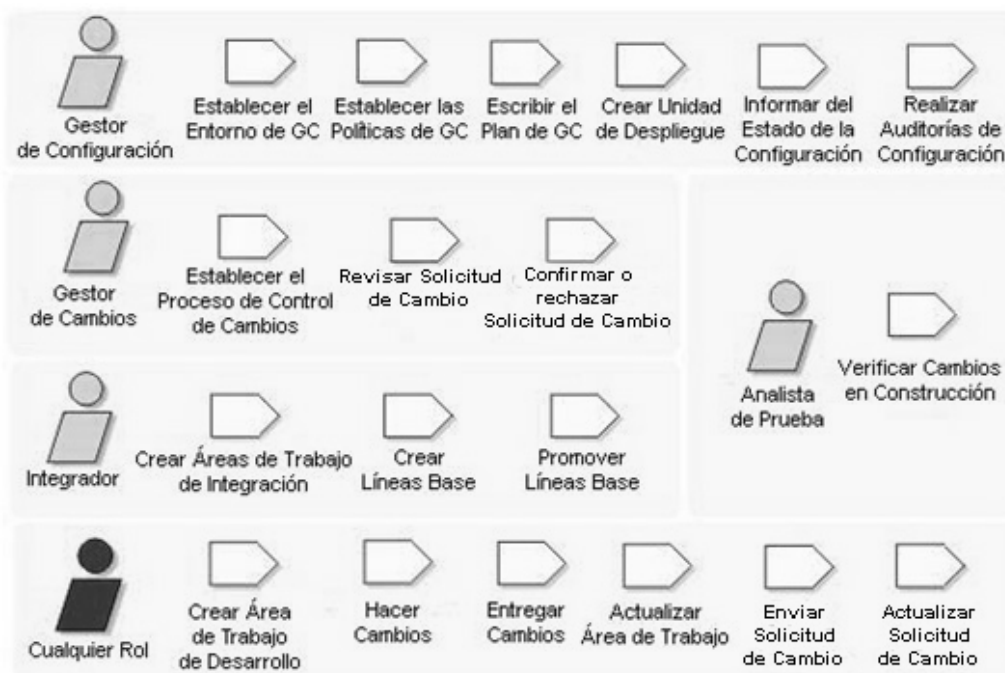 Gestor
de Configuración
Establecer el
Entorno de GC
Establecer las
Políticas de GC
Escribir el
Plan de GC
Crear Unidad
de Despliegue
Informar del
Estado de la
Configuración
Realizar
Auditorías de
Configuración
Gestor
de Cambios
Establecer el
Proceso de Control
de Cambios
Revisar Solicitud
de Cambio
Confirmar o
rechazar
Solicitud de Cambio
Analista
de Prueba
Verificar Cambios
en Construcción
Integrador
Crear Áreas de Trabajo
de Integración
Crear
Líneas Base
Promover
Líneas Base
Cualquier Rol
Crear Área
de Trabajo
de Desarrollo
Hacer
Cambios
Entregar
Cambios
Actualizar
Área de Trabajo
Enviar
Solicitud
de Cambio
Actualizar
Solicitud
de Cambio